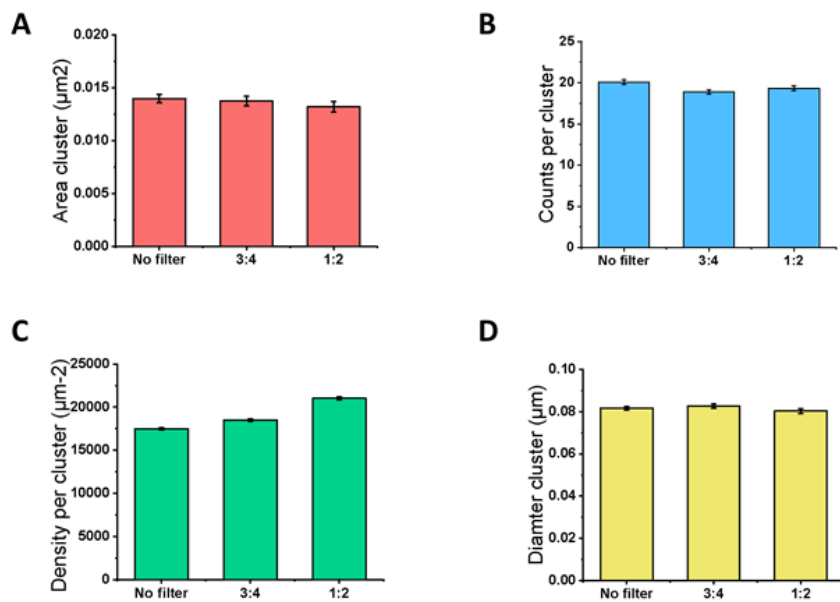 A
Area cluster (µm2)
0.020
0.015
0.010
0.005
0.000
No filter 3:4 1:2
B
Counts per cluster
25
20
15
10
5
0
No filter 3:4 1:2
C
Density per cluster (µm-2)
25000
20000
15000
10000
5000
0
No filter 3:4 1:2
D
Diamter cluster (µm)
0.10
0.08
0.06
0.04
0.02
0.00
No filter 3:4 1:2